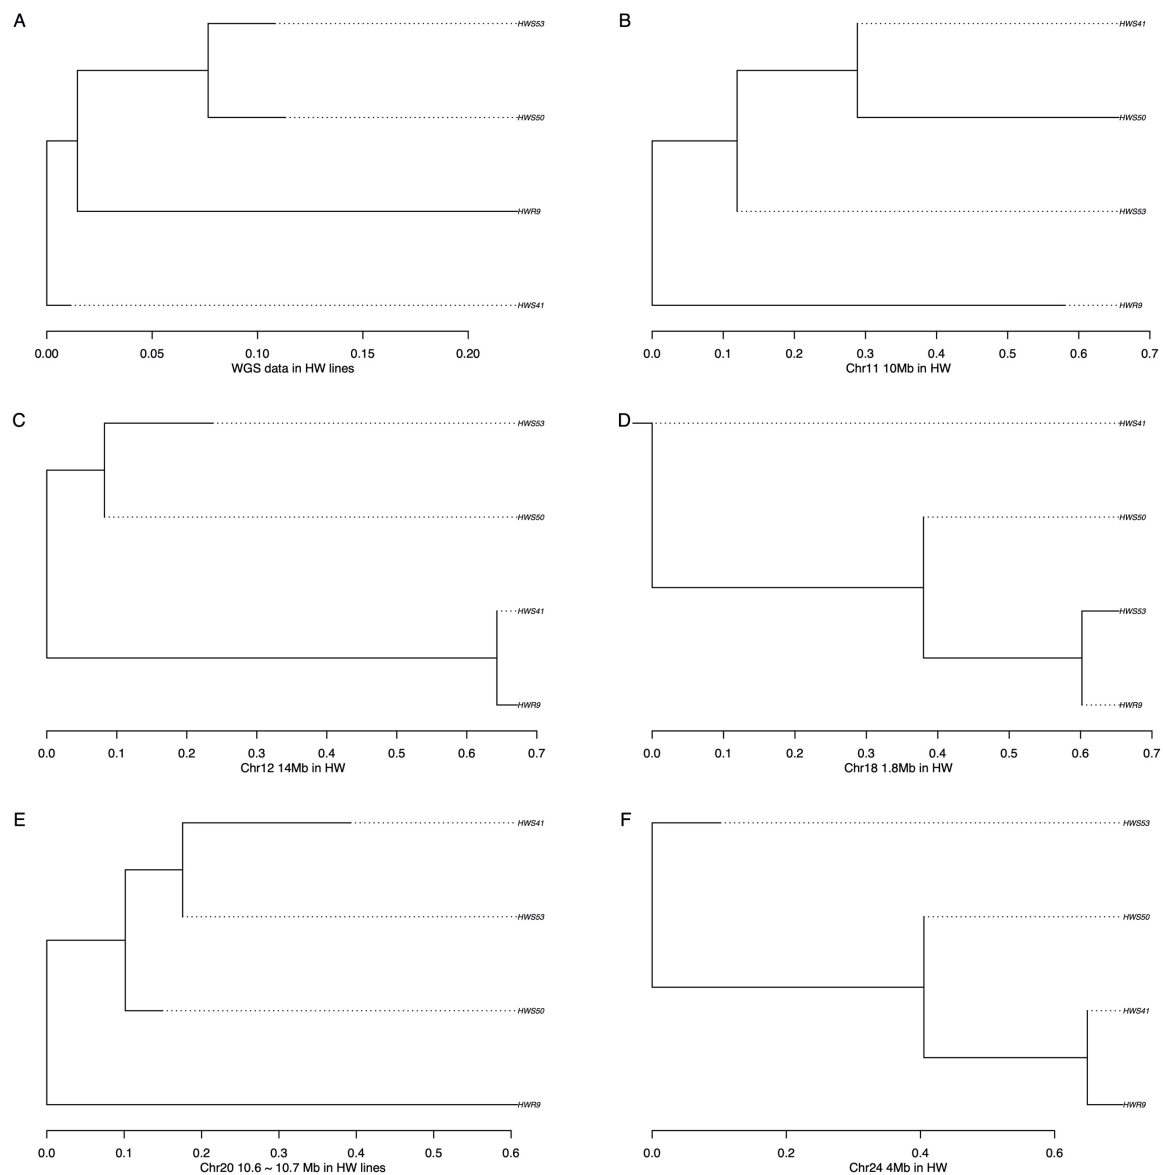 A
HWS53
HWS50
HWR9
HWS41
0.00 0.05 0.10 0.15 0.20
WGS data in HW lines
B
HWS41
HWS50
HWS53
HWR9
0.0 0.1 0.2 0.3 0.4 0.5 0.6 0.7
Chr11 10Mb in HW
C
HWS53
HWS50
HWS41
HWR9
0.0 0.1 0.2 0.3 0.4 0.5 0.6 0.7
Chr12 14Mb in HW
D
HWS41
HWS50
HWS53
HWR9
0.0 0.1 0.2 0.3 0.4 0.5 0.6 0.7
Chr18 1.8Mb in HW
E
HWS41
HWS53
HWS50
HWR9
0.0 0.1 0.2 0.3 0.4 0.5 0.6
Chr20 10.6 ~ 10.7 Mb in HW lines
F
HWS53
HWS50
HWS41
HWR9
0.0 0.2 0.4 0.6
Chr24 4Mb in HW